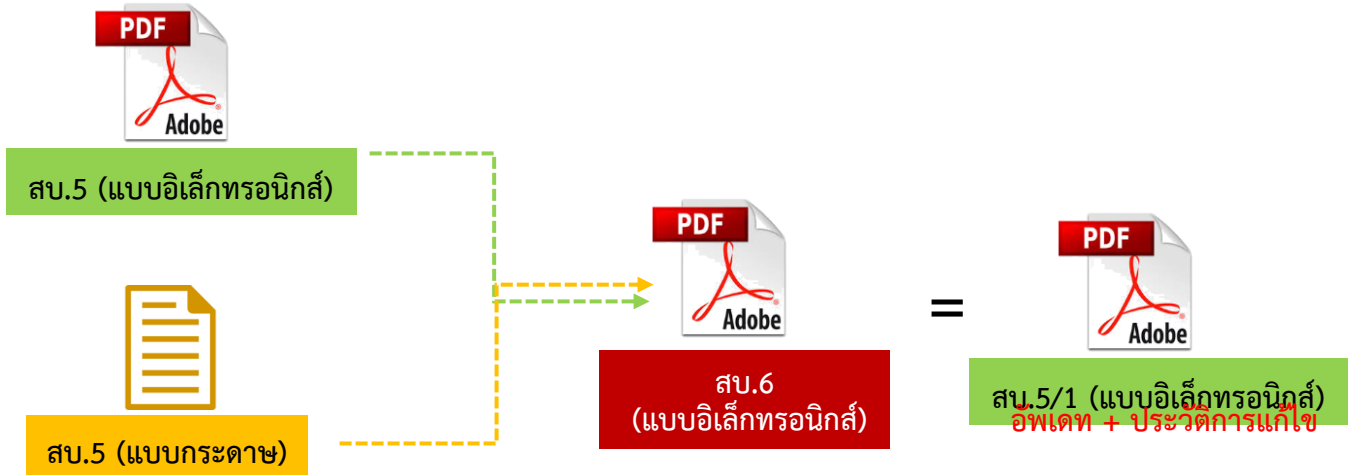 PDF
Adobe
สบ.5 (แบบอิเล็กทรอนิกส์)
สบ.5 (แบบกระดาษ)
PDF
Adobe
สบ.6
(แบบอิเล็กทรอนิกส์)
=
PDF
Adobe
สบ.5/1 (แบบอิเล็กทรอนิกส์)
อัพเดท + ประวัติการแก้ไข